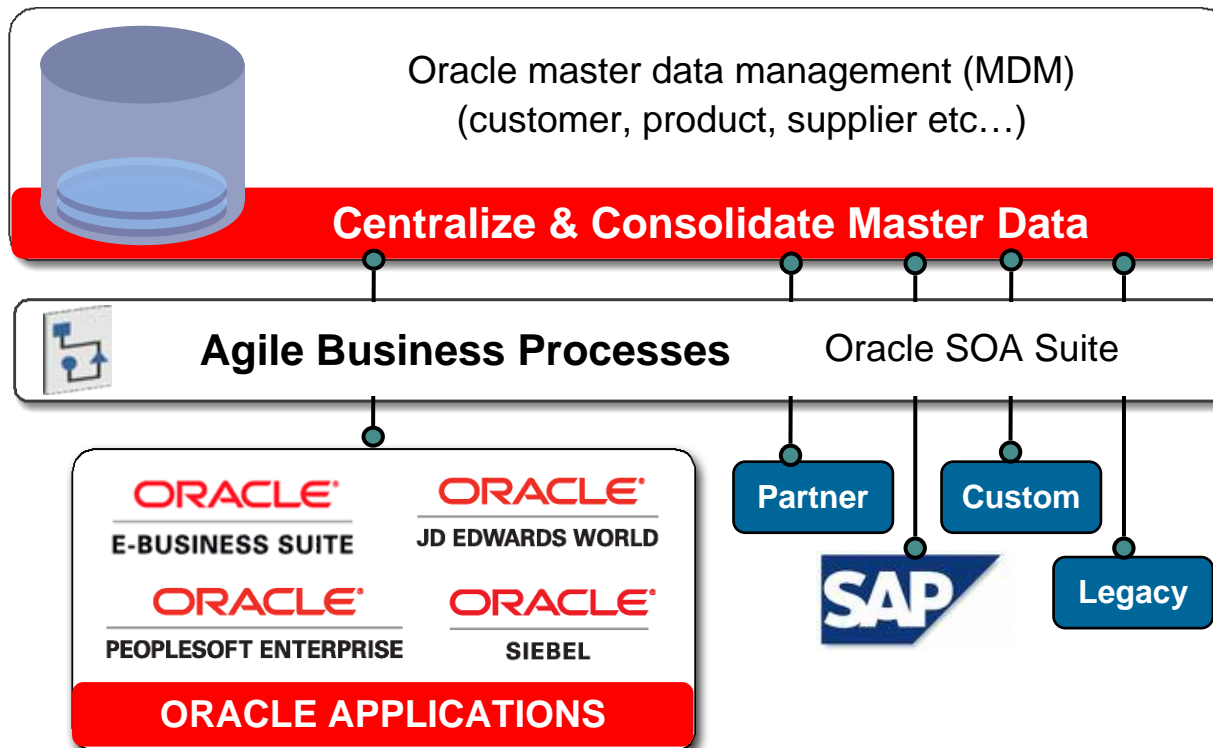 Oracle master data management (MDM)
(customer, product, supplier etc…)
Centralize & Consolidate Master Data
Agile Business Processes
Oracle SOA Suite
ORACLE®
E-BUSINESS SUITE
ORACLE®
JD EDWARDS WORLD
ORACLE®
PEOPLESOFT ENTERPRISE
ORACLE®
SIEBEL
ORACLE APPLICATIONS
Partner
Custom
SAP
Legacy